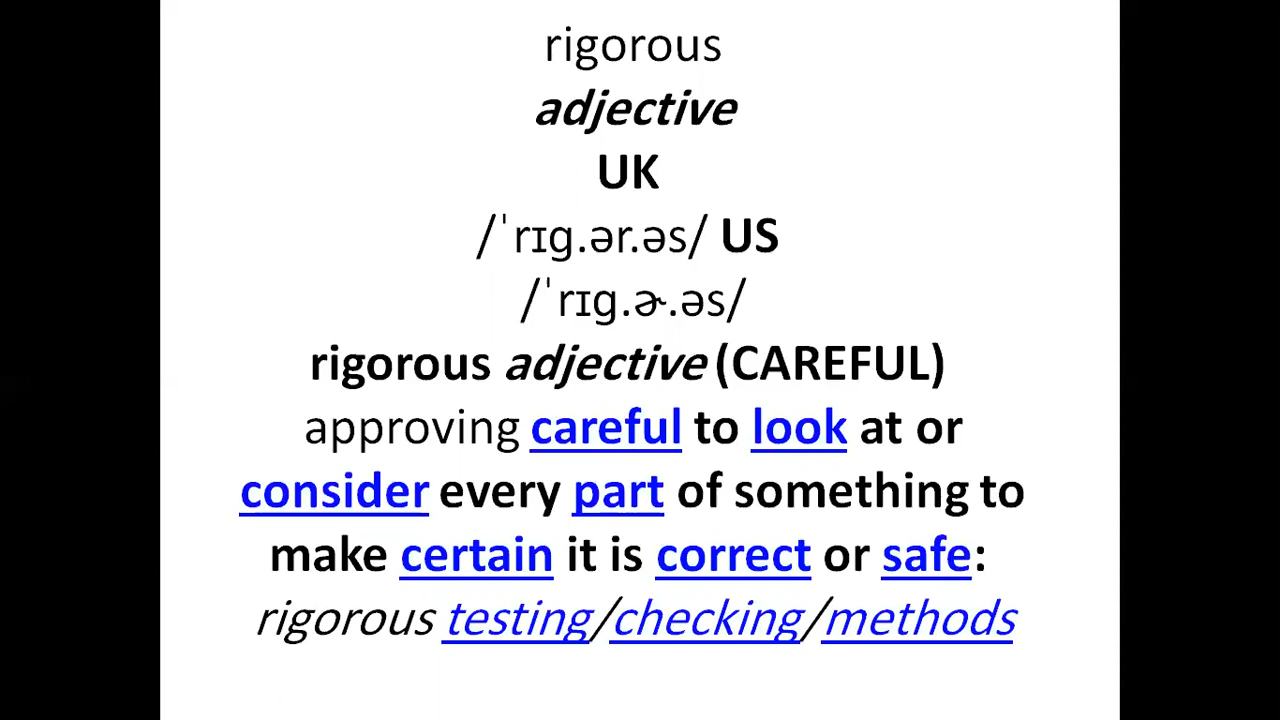 rigorous
adjective
UK
/ˈrɪɡ.ər.əs/ US
/ˈrɪɡ.ɚ.əs/
rigorous adjective (CAREFUL)
approving careful to look at or
consider every part of something to
make certain it is correct or safe:
rigorous testing/checking/methods